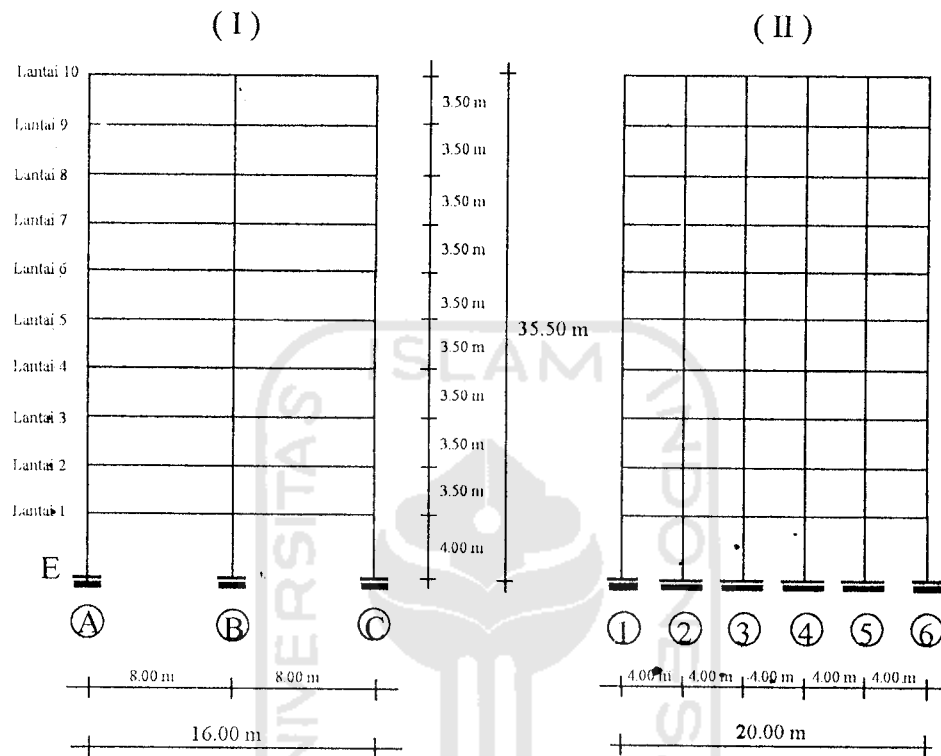 ( I )
( II )
Lantai 10
Lantai 9
Lantai 8
Lantai 7
Lantai 6
Lantai 5
Lantai 4
Lantai 3
Lantai 2
Lantai 1
E
3.50 m
3.50 m
3.50 m
3.50 m
3.50 m
3.50 m
3.50 m
3.50 m
3.50 m
4.00 m
35.50 m
A
B
C
8.00 m
8.00 m
16.00 m
1
2
3
4
5
6
4.00 m
4.00 m
4.00 m
4.00 m
4.00 m
20.00 m
UNIVERSITAS
ISLAM
INDONES